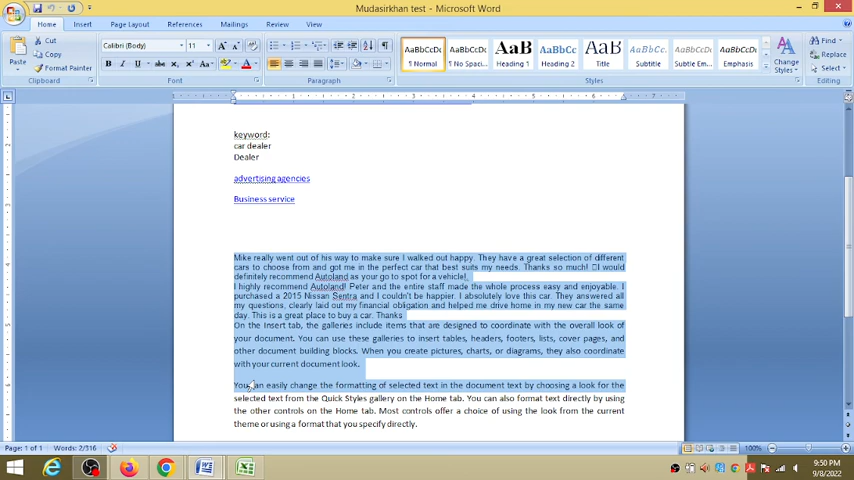 Mudasirkhan test - Microsoft Word
Home Insert Page Layout References Mailings Review View
Paste
Cut
Copy
Format Painter
Clipboard
Calibri (Body) 11
Font
Paragraph
AaBbCcDc AaBbCcDc AaBbC AaBbCc AaB AaBbCc. AaBbCcDc AaBbCcDc
¶ Normal ¶ No Spaci... Heading 1 Heading 2 Title Subtitle Subtle Em... Emphasis
Change Styles
Styles
Find
Replace
Select
Editing
keyword:
car dealer
Dealer
advertising agencies
Business service
Mike really went out of his way to make sure I walked out happy. They have a great selection of different
cars to choose from and got me in the perfect car that best suits my needs. Thanks so much! I would
definitely recommend Autoland as your go to spot for a vehicle!.
I highly recommend Autoland! Peter and the entire staff made the whole process easy and enjoyable. I
purchased a 2015 Nissan Sentra and I couldn't be happier. I absolutely love this car. They answered all
my questions, clearly laid out my financial obligation and helped me drive home in my new car the same
day. This is a great place to buy a car. Thanks
On the Insert tab, the galleries include items that are designed to coordinate with the overall look of
your document. You can use these galleries to insert tables, headers, footers, lists, cover pages, and
other document building blocks. When you create pictures, charts, or diagrams, they also coordinate
with your current document look.
You can easily change the formatting of selected text in the document text by choosing a look for the
selected text from the Quick Styles gallery on the Home tab. You can also format text directly by using
the other controls on the Home tab. Most controls offer a choice of using the look from the current
theme or using a format that you specify directly.
Page: 1 of 1 Words: 2/316 100%
9:50 PM
9/8/2022